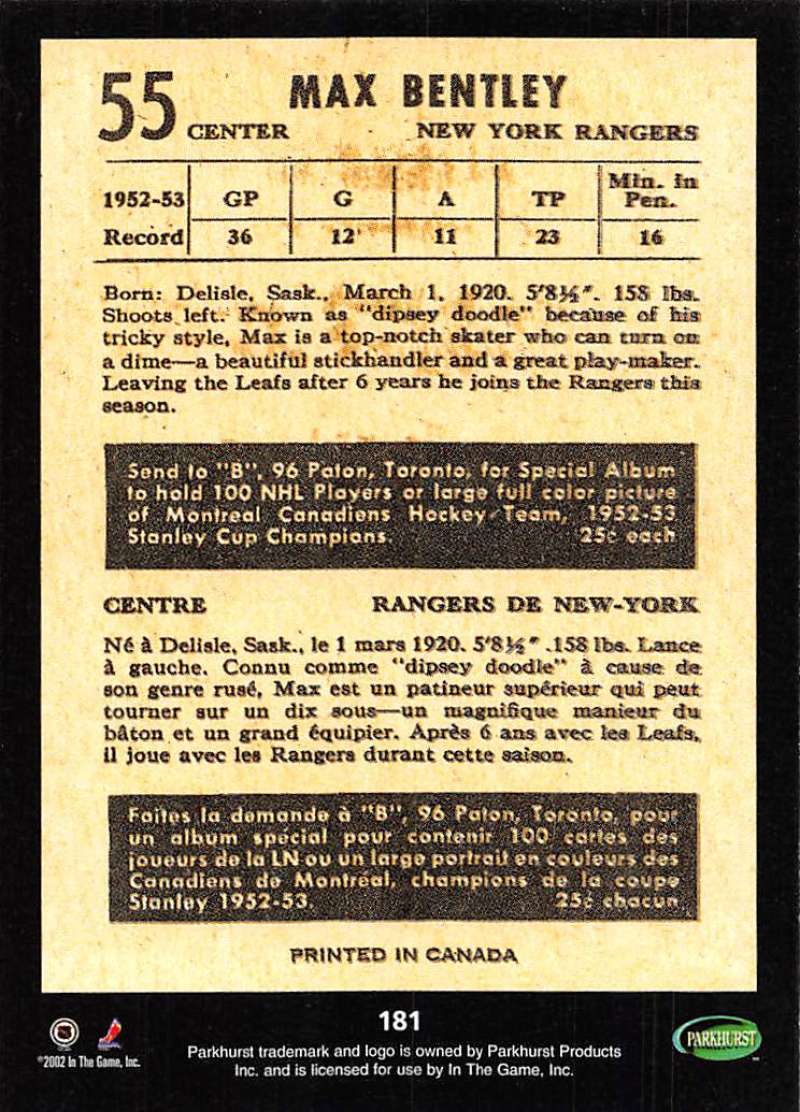 55 MAX BENTLEY
CENTER NEW YORK RANGERS
1952-53 GP G A TP Min. In Pen.
Record 36 12 11 23 16
Born: Delisle, Sask., March 1, 1920. 5'8½". 158 lbs.
Shoots left. Known as "dipsey doodle" because of his
tricky style, Max is a top-notch skater who can turn on
a dime—a beautiful stickhandler and a great play-maker.
Leaving the Leafs after 6 years he joins the Rangers this
season.
Send to "B", 96 Paton, Toronto, for Special Album
to hold 100 NHL Players or large full color picture
of Montreal Canadiens Hockey Team, 1952-53
Stanley Cup Champions. 25¢ each
CENTRE RANGERS DE NEW-YORK
Né à Delisle, Sask., le 1 mars 1920. 5'8½" .158 lbs. Lance
à gauche. Connu comme "dipsey doodle" à cause de
son genre rusé, Max est un patineur supérieur qui peut
tourner sur un dix sous—un magnifique manieur du
bâton et un grand équipier. Après 6 ans avec les Leafs,
il joue avec les Rangers durant cette saison.
Faites la demande à "B", 96 Paton, Toronto, pour
un album spécial pour contenir 100 cartes des
joueurs de la LN ou un large portrait en couleurs des
Canadiens de Montréal, champions de la coupe
Stanley 1952-53. 25¢ chacun
PRINTED IN CANADA
181
©2002 In The Game, Inc.
Parkhurst trademark and logo is owned by Parkhurst Products
Inc. and is licensed for use by In The Game, Inc.
PARKHURST